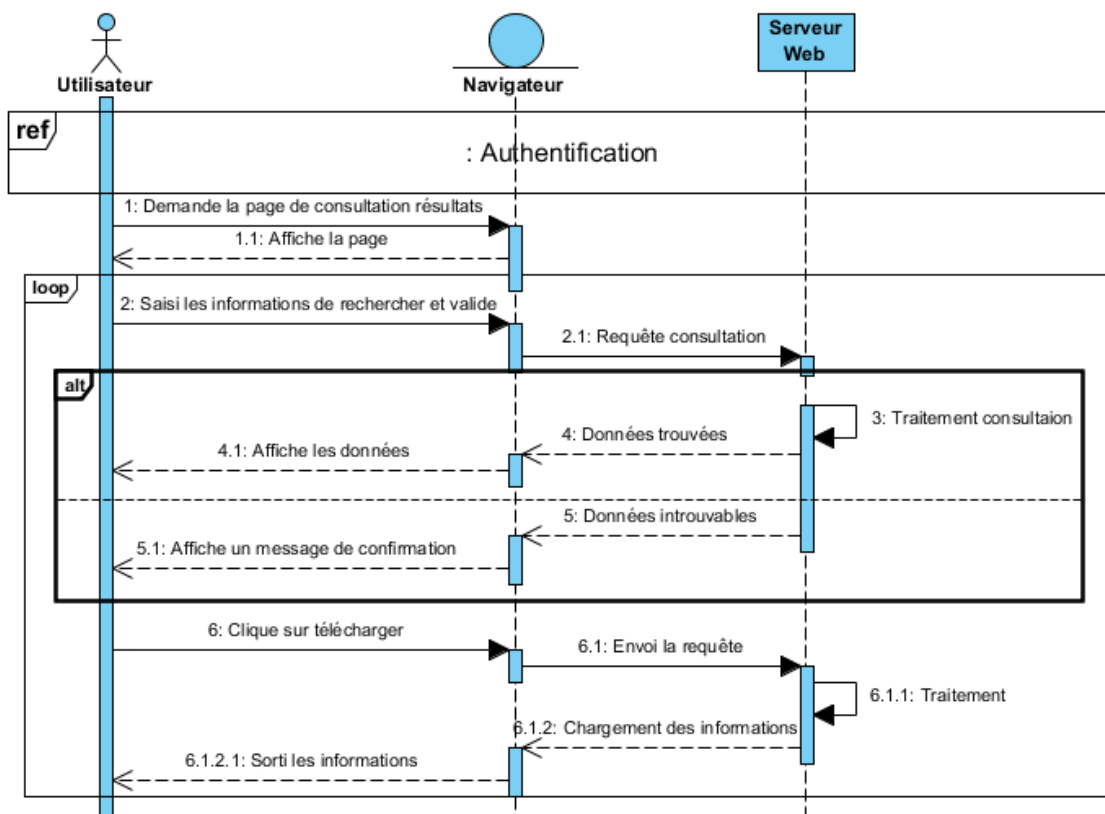 Utilisateur
Navigateur
Serveur
Web
ref
: Authentification
1: Demande la page de consultation résultats
1.1: Affiche la page
loop
2: Saisi les informations de rechercher et valide
2.1: Requête consultation
alt
3: Traitement consultaion
4: Données trouvées
4.1: Affiche les données
5: Données introuvables
5.1: Affiche un message de confirmation
6: Clique sur télécharger
6.1: Envoi la requête
6.1.1: Traitement
6.1.2: Chargement des informations
6.1.2.1: Sorti les informations